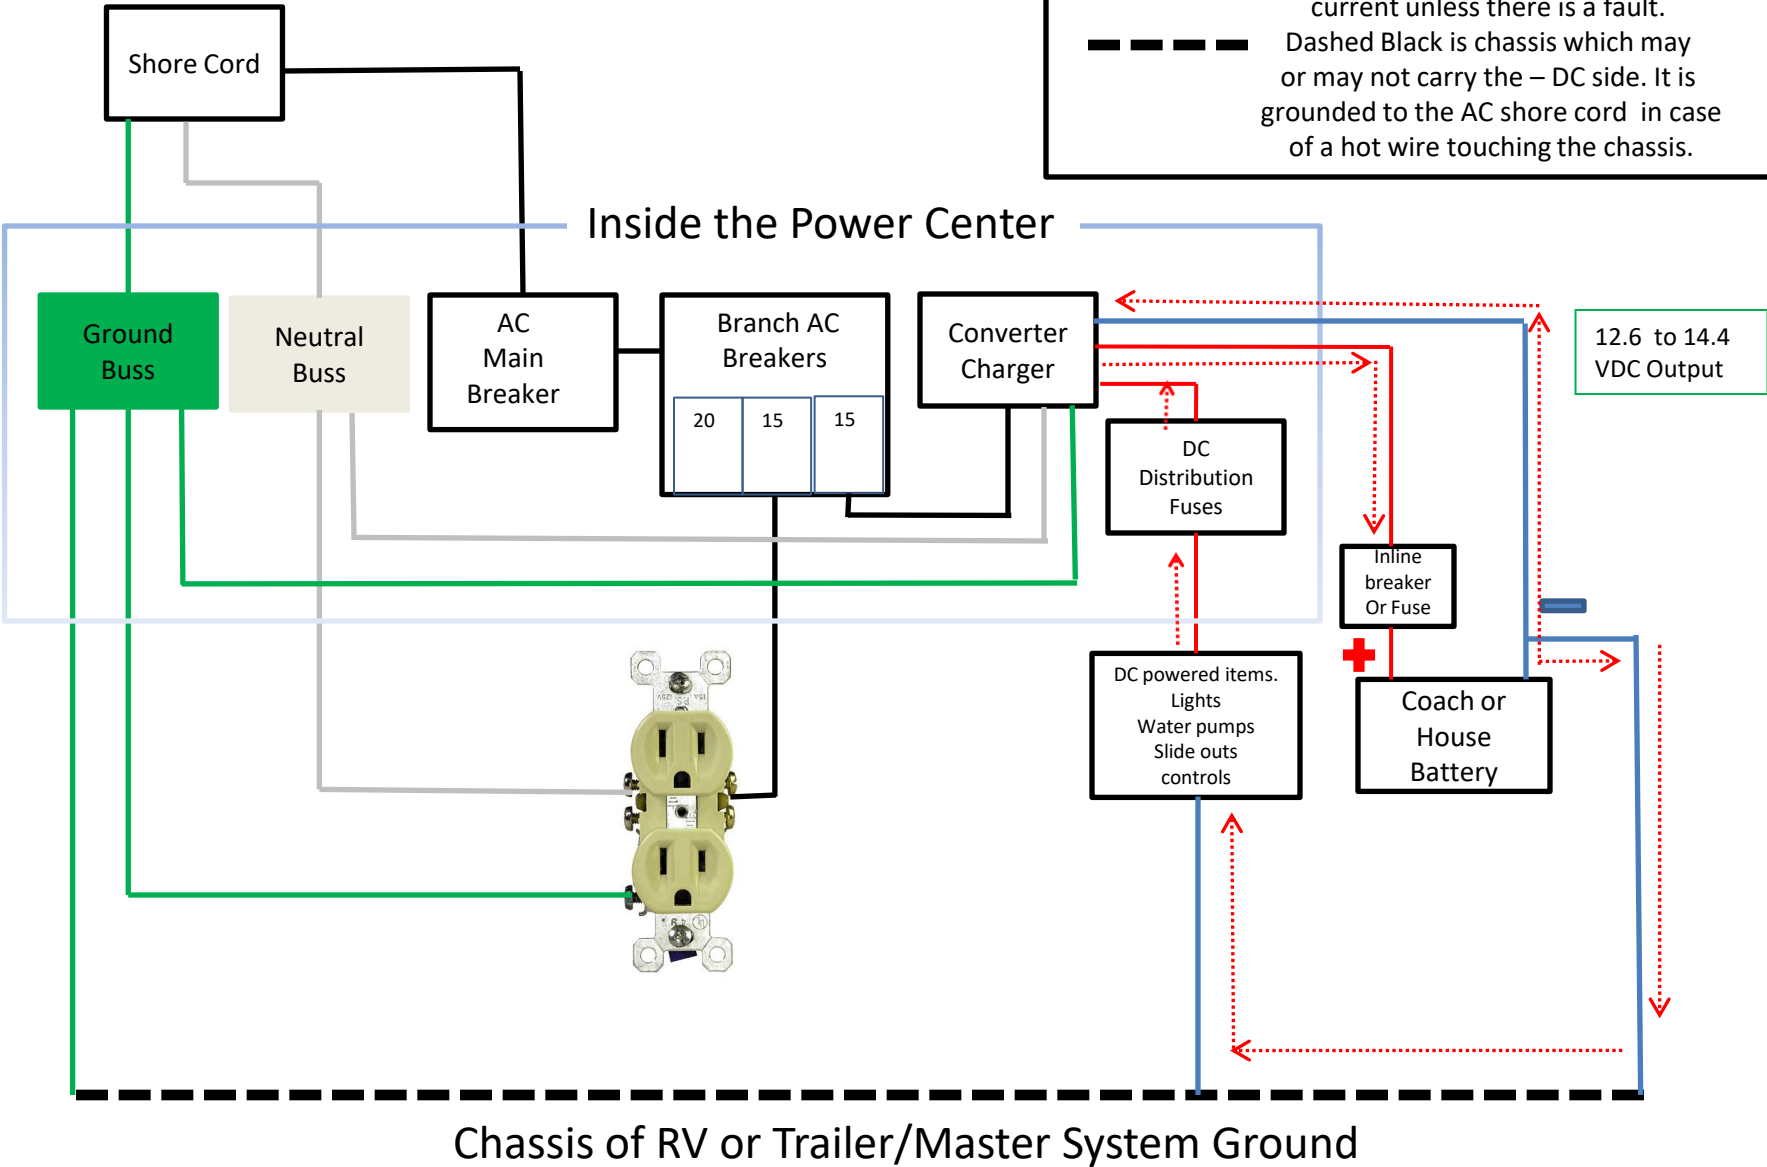 current unless there is a fault.
Dashed Black is chassis which may
or may not carry the – DC side. It is
grounded to the AC shore cord in case
of a hot wire touching the chassis.
Shore Cord
Inside the Power Center
Ground
Buss
Neutral
Buss
AC
Main
Breaker
Branch AC
Breakers
20
15
15
Converter
Charger
12.6 to 14.4
VDC Output
DC
Distribution
Fuses
Inline
breaker
Or Fuse
DC powered items.
Lights
Water pumps
Slide outs
controls
Coach or
House
Battery
Chassis of RV or Trailer/Master System Ground